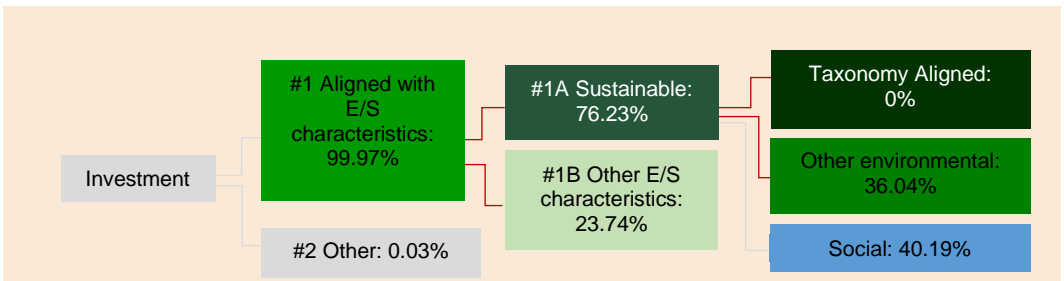 Investment
#1 Aligned with
E/S
characteristics:
99.97%
#2 Other: 0.03%
#1A Sustainable:
76.23%
#1B Other E/S
characteristics:
23.74%
Taxonomy Aligned:
0%
Other environmental:
36.04%
Social: 40.19%